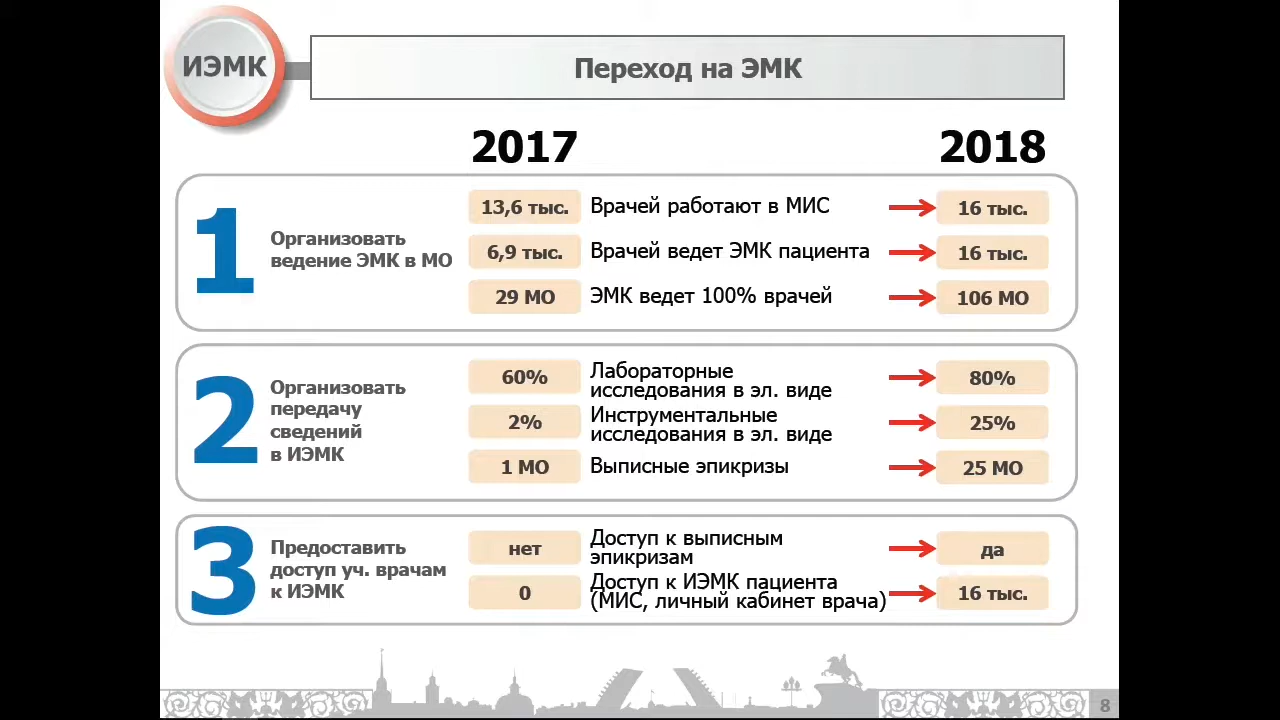 ИЭМК
Переход на ЭМК
2017
2018
1
Организовать
ведение ЭМК в МО
13,6 тыс.
Врачей работают в МИС
16 тыс.
6,9 тыс.
Врачей ведет ЭМК пациента
16 тыс.
29 МО
ЭМК ведет 100% врачей
106 МО
2
Организовать
передачу
сведений
в ИЭМК
60%
Лабораторные
исследования в эл. виде
80%
2%
Инструментальные
исследования в эл. виде
25%
1 МО
Выписные эпикризы
25 МО
3
Предоставить
доступ уч. врачам
к ИЭМК
нет
Доступ к выписным
эпикризам
да
0
Доступ к ИЭМК пациента
(МИС, личный кабинет врача)
16 тыс.
8